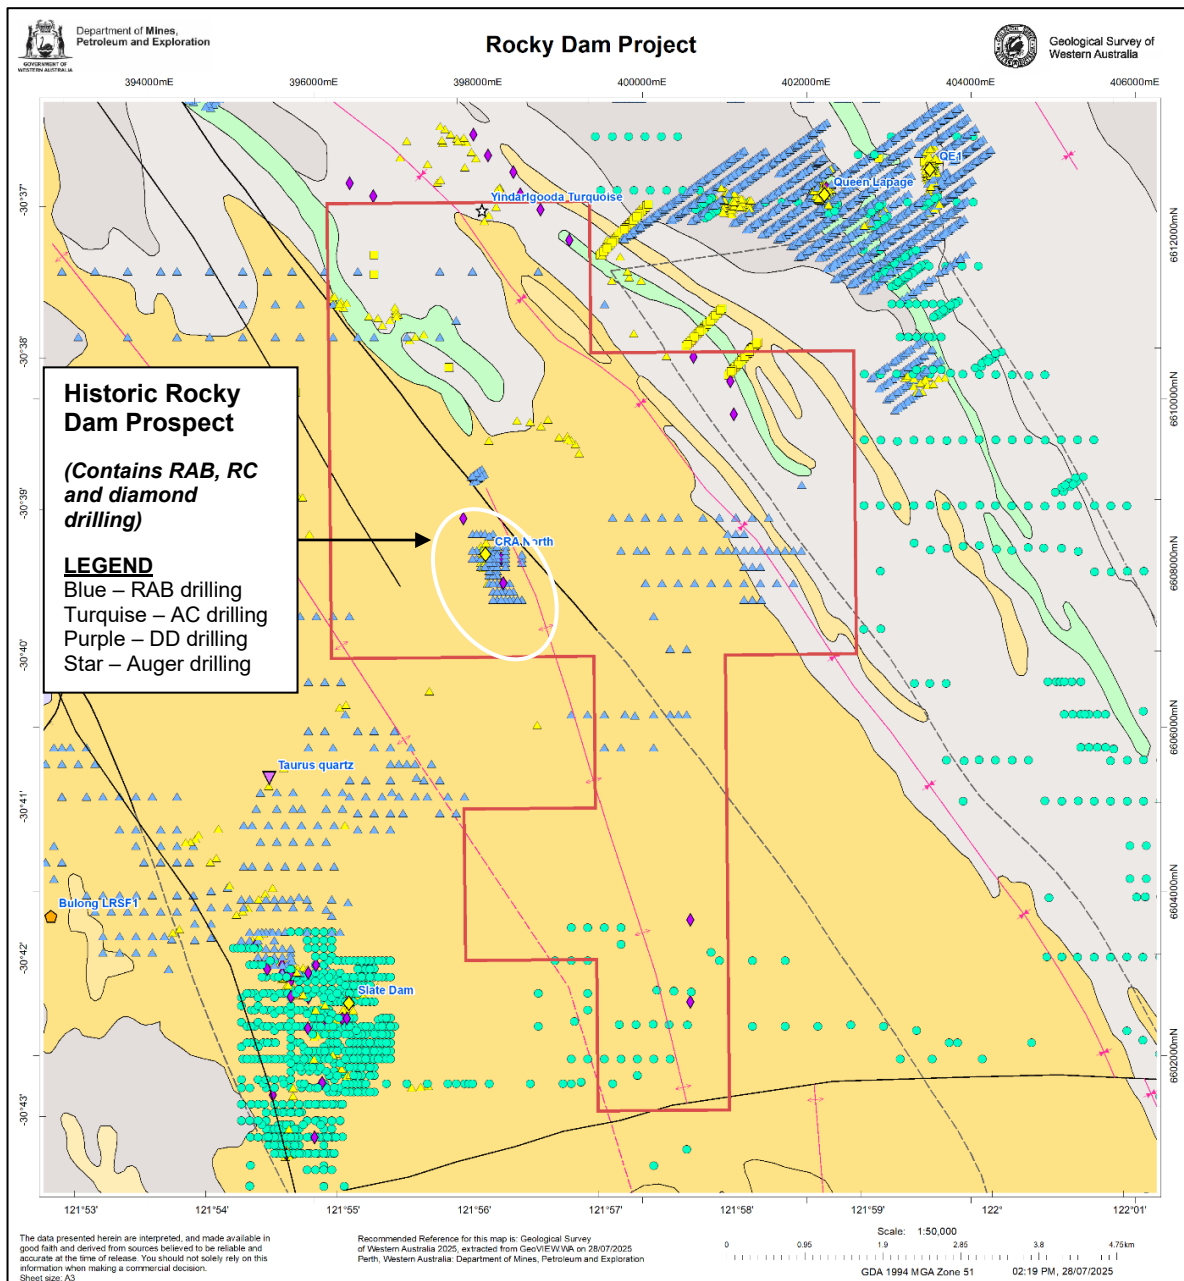 Department of Mines,
Petroleum and Exploration
GOVERNMENT OF
WESTERN AUSTRALIA
Rocky Dam Project
Geological Survey of
Western Australia
394000mE
396000mE
398000mE
400000mE
402000mE
404000mE
406000mE
-30°37'
-30°38'
-30°39'
-30°40'
-30°41'
-30°42'
-30°43'
6612000mN
6610000mN
6608000mN
6606000mN
6604000mN
6602000mN
QE1
Queen Lapage
Yindarlgooda Turquoise
Historic Rocky
Dam Prospect
(Contains RAB, RC
and diamond
drilling)
LEGEND
Blue – RAB drilling
Turquise – AC drilling
Purple – DD drilling
Star – Auger drilling
CRA North
Taurus quartz
Bulong LRSF1
Slate Dam
121°53
121°54
121°55
121°56
121°57
121°58
121°59
122°
122°01
The data presented herein are interpreted, and made available in
good faith and derived from sources believed to be reliable and
accurate at the time of release. You should not solely rely on this
information when making a commercial decision.
Sheet size: A3
Recommended Reference for this map is: Geological Survey
of Western Australia 2025, extracted from GeoVIEW.WA on 28/07/2025
Perth, Western Australia: Department of Mines, Petroleum and Exploration
Scale: 1:50,000
0 0.95 1.9 2.85 3.8 4.75km
GDA 1994 MGA Zone 51
02:19 PM, 28/07/2025